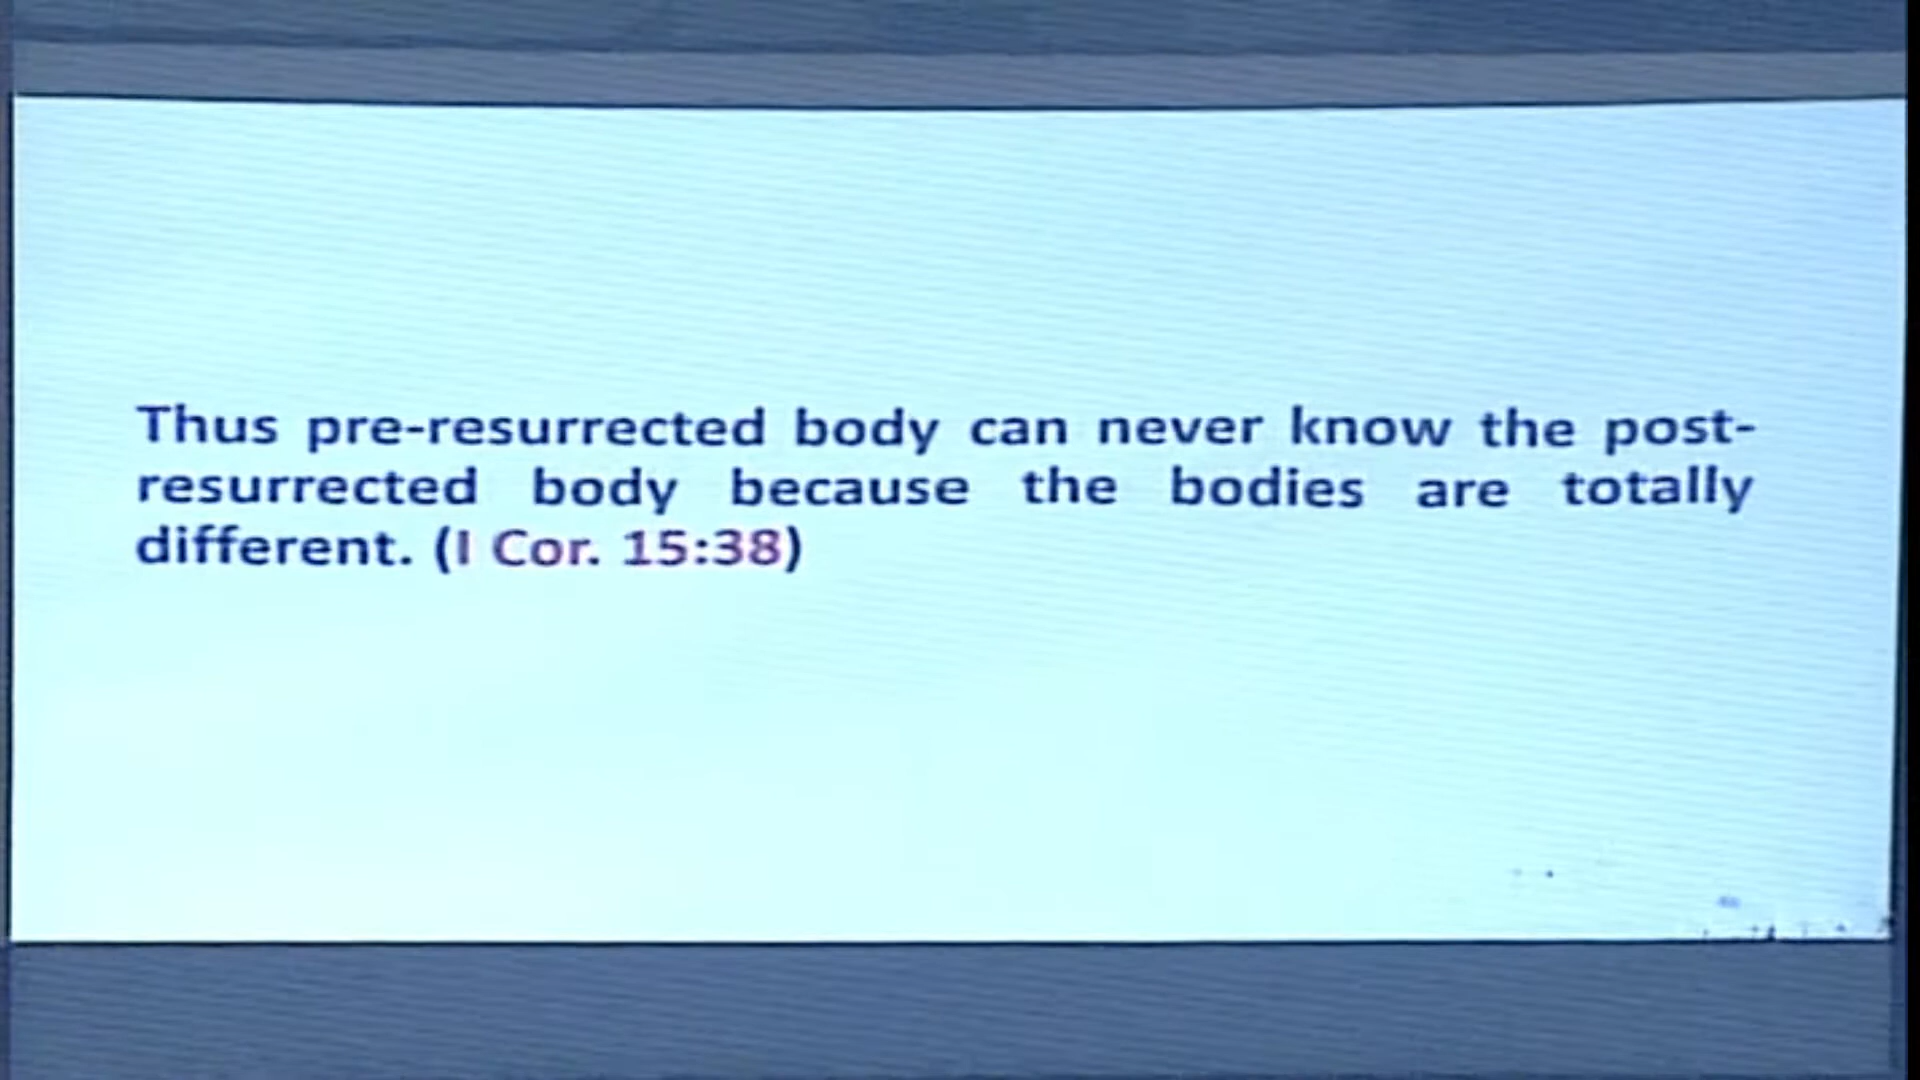 Thus pre-resurrected body can never know the post-
resurrected body because the bodies are totally
different. (I Cor. 15:38)